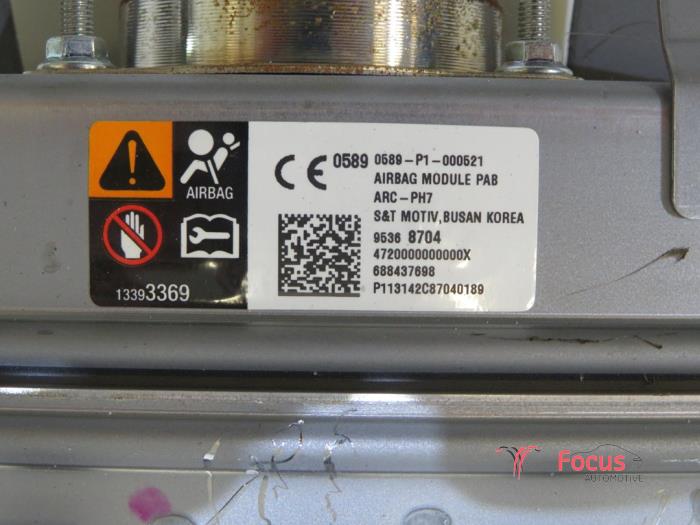 AIRBAG
13393369
CE 0589 0589-P1-000521
AIRBAG MODULE PAB
ARC-PH7
S&T MOTIV,BUSAN KOREA
9536 8704
4720000000000X
688437698
P113142C87040189
Focus
AUTOMOTIVE